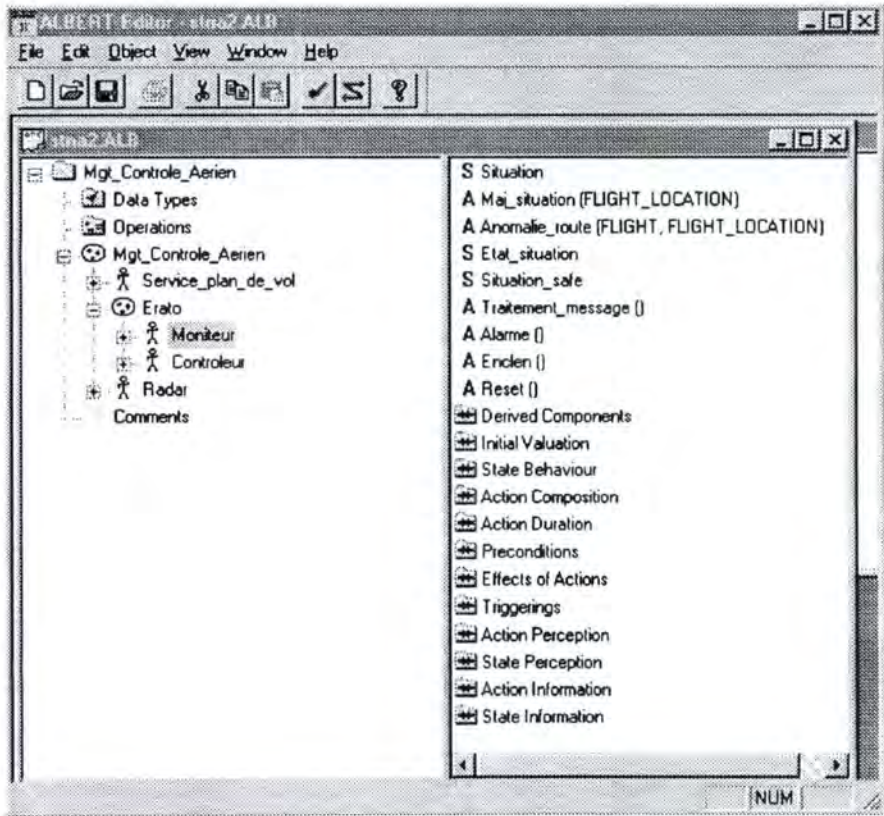 ALBERT Editor - stna2.ALB
File Edit Object View Window Help
stna2.ALB
Mgt_Controle_Aerien
Data Types
Operations
Mgt_Controle_Aerien
Service_plan_de_vol
Erato
Moniteur
Controleur
Radar
Comments
S Situation
A Maj_situation (FLIGHT_LOCATION)
A Anomalie_route (FLIGHT, FLIGHT_LOCATION)
S Etat_situation
S Situation_safe
A Traitement_message ()
A Alarme ()
A Enclen ()
A Reset ()
Derived Components
Initial Valuation
State Behaviour
Action Composition
Action Duration
Preconditions
Effects of Actions
Triggerings
Action Perception
State Perception
Action Information
State Information
NUM